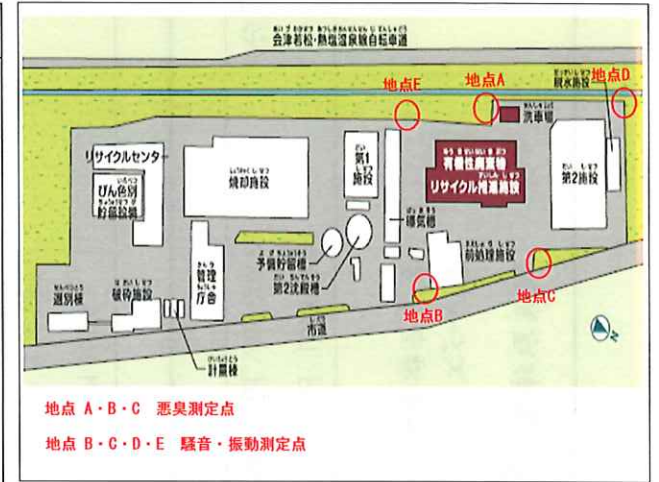 会津若松・熱塩温泉線自転車道
地点E
地点A
脱水施設
地点D
洗車場
リサイクルセンター
びん色別
貯留設備
焼却施設
第1
施設
有機性廃棄物
リサイクル推進施設
第2施設
曝気槽
予備貯留槽
第2沈殿槽
管理
庁舎
前処理施設
選別棟
破砕施設
計量棟
市道
地点B
地点C
N
地点 A・B・C 悪臭測定点
地点 B・C・D・E 騒音・振動測定点